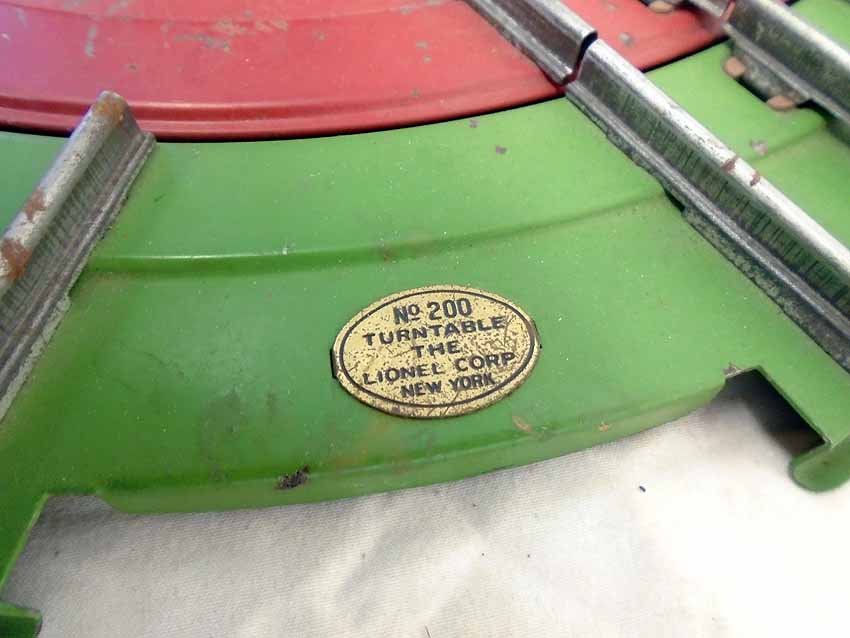 No 200
TURNTABLE
THE
LIONEL CORP
NEW YORK